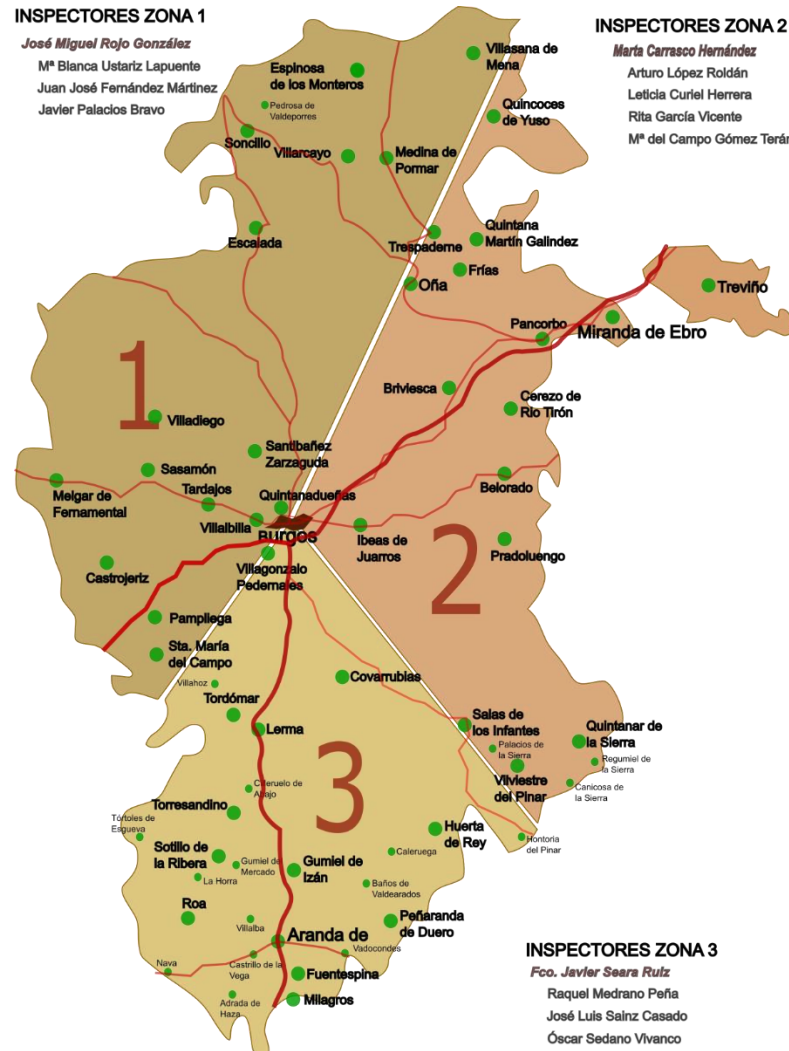 INSPECTORES ZONA 1
José Miguel Rojo González
Mª Blanca Ustariz Lapuente
Juan José Fernández Mártinez
Javier Palacios Bravo
INSPECTORES ZONA 2
Marta Carrasco Hernández
Arturo López Roldán
Leticia Curiel Herrera
Rita García Vicente
Mª del Campo Gómez Terán
Villasana de
Mena
Espinosa
de los Monteros
Pedrosa de
Valdeporres
Quincoces
de Yuso
Soncillo
Villarcayo
Medina de
Pormar
Escalada
Trespaderne
Quintana
Martín Galindez
Frías
Oña
Treviño
Pancorbo
Miranda de Ebro
1
Briviesca
Cerezo de
Rio Tirón
Villadiego
Santibañez
Zarzaguda
Sasamón
Melgar de
Fernamental
Tardajos
Quintanadueñas
Belorado
Villalbilla
Burgos
Ibeas de
Juarros
2
Pradoluengo
Castrojeriz
Villagonzalo
Pedernales
Pampliega
Sta. María
del Campo
Villahoz
Covarrubias
Tordómar
Lerma
Salas de
los Infantes
Palacios de
la Sierra
Quintanar de
la Sierra
Regumiel de
la Sierra
Vilviestre
del Pinar
Canicosa de
la Sierra
3
Cilleruelo de
Abajo
Torresandino
Tórtoles de
Esgueva
Huerta
de Rey
Hontoria
del Pinar
Sotillo de
la Ribera
Gumiel de
Mercado
La Horra
Gumiel de
Izán
Caleruega
Baños de
Valdearados
Roa
Villalba
Peñaranda
de Duero
Aranda de
Vadocondes
Nava
Castrillo de la
Vega
Fuentespina
Adrada de
Haza
Milagros
INSPECTORES ZONA 3
Fco. Javier Seara Ruiz
Raquel Medrano Peña
José Luis Sainz Casado
Óscar Sedano Vivanco